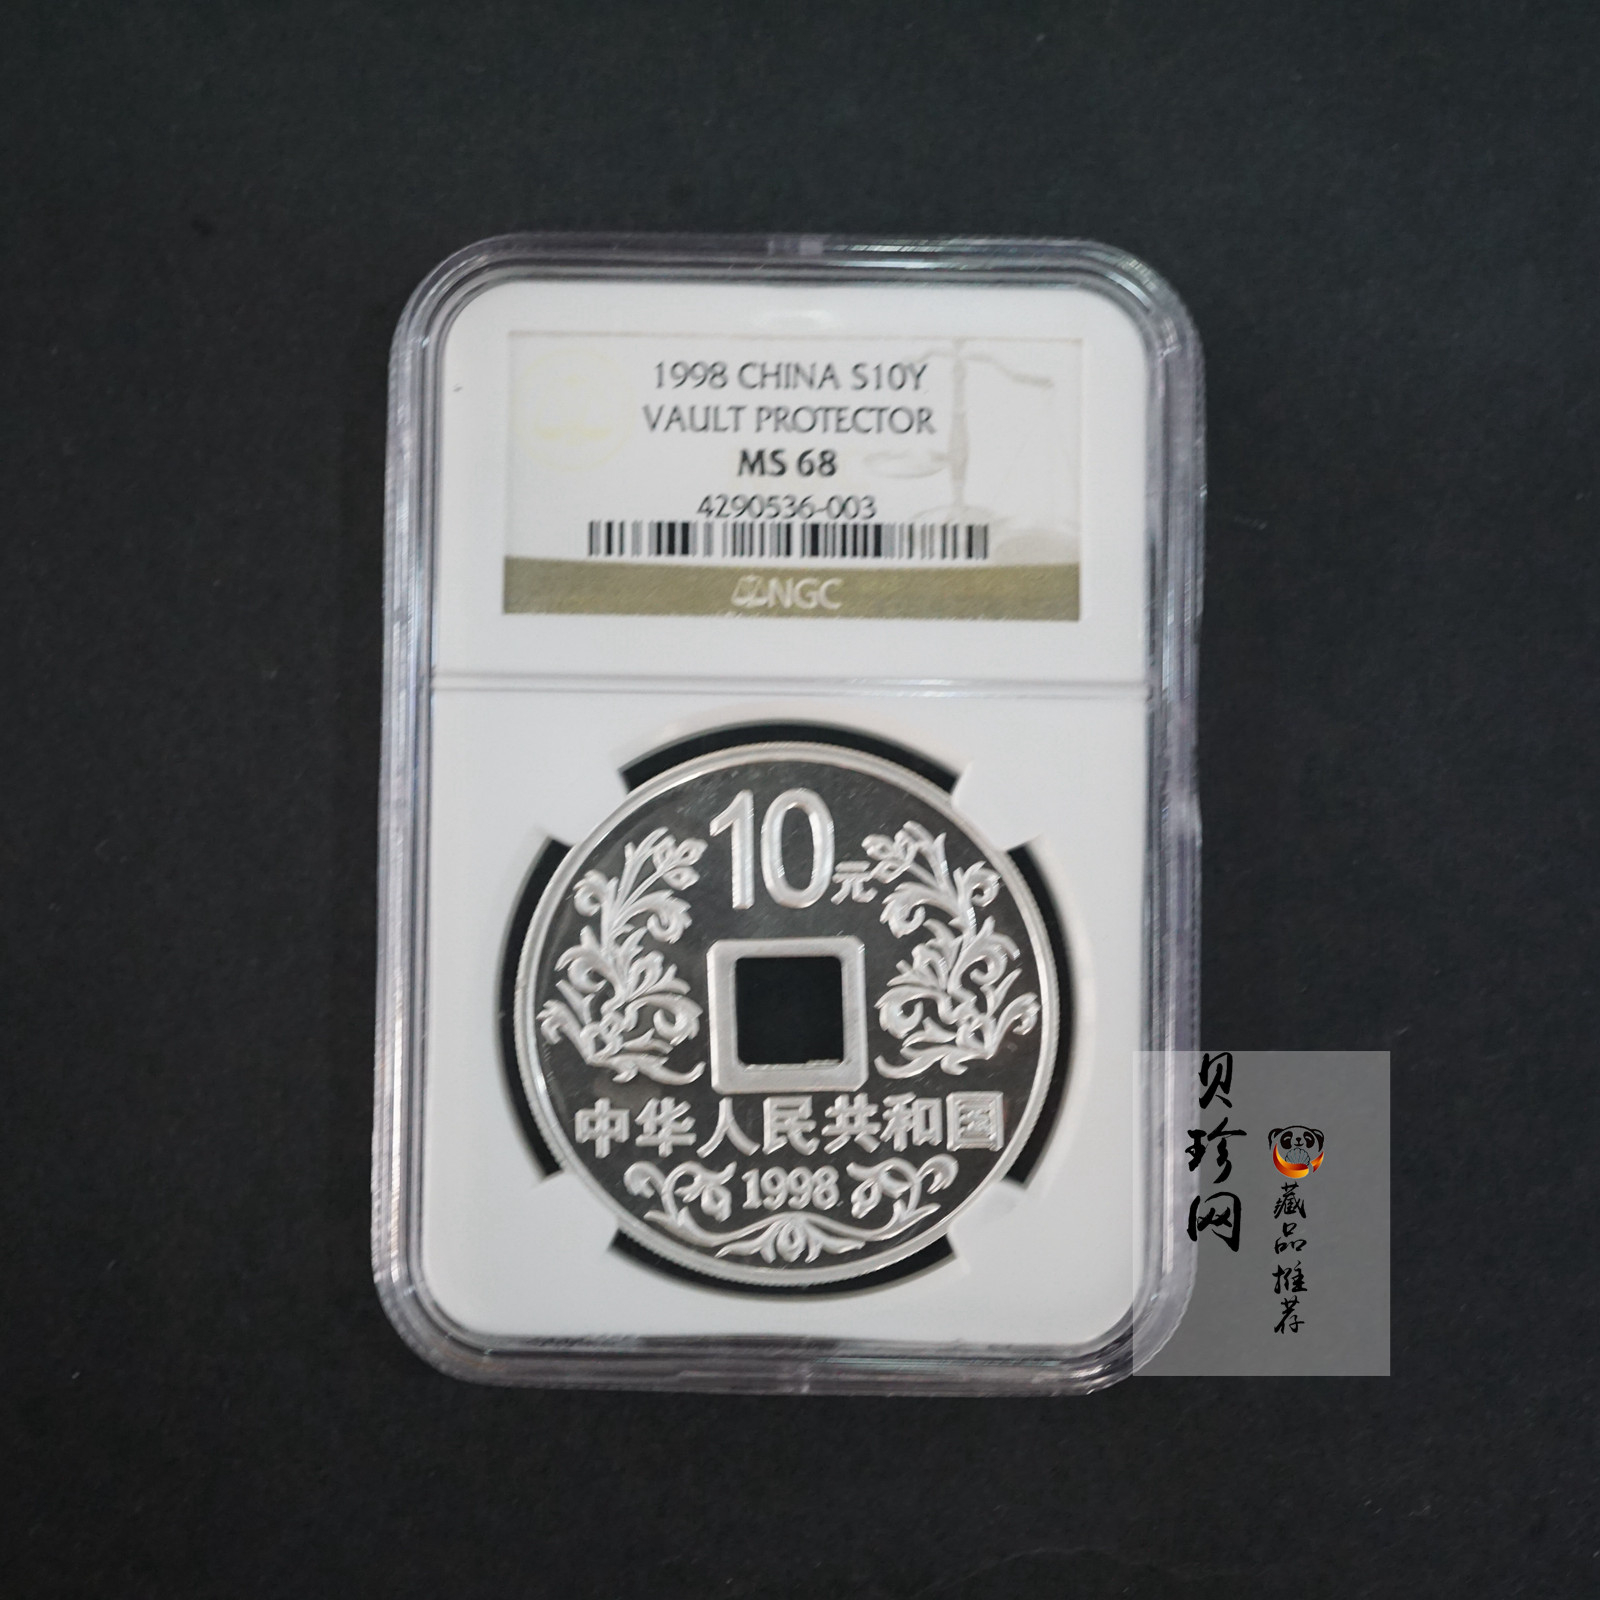 1998 CHINA S10Y
VAULT PROTECTOR
MS 68
4290536-003
NGC
10元
中华人民共和国
1998
贝珍网
藏品推荐